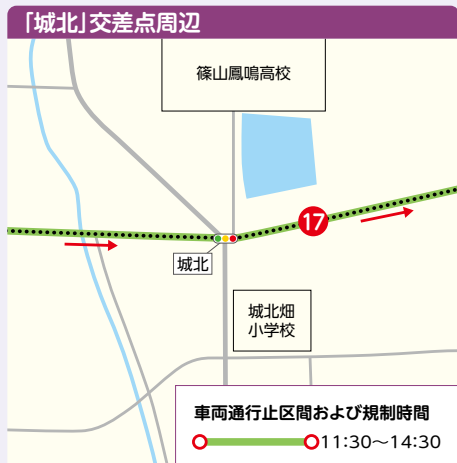 「城北」交差点周辺
篠山鳳鳴高校
17
城北
城北畑
小学校
車両通行止区間および規制時間
11:30〜14:30